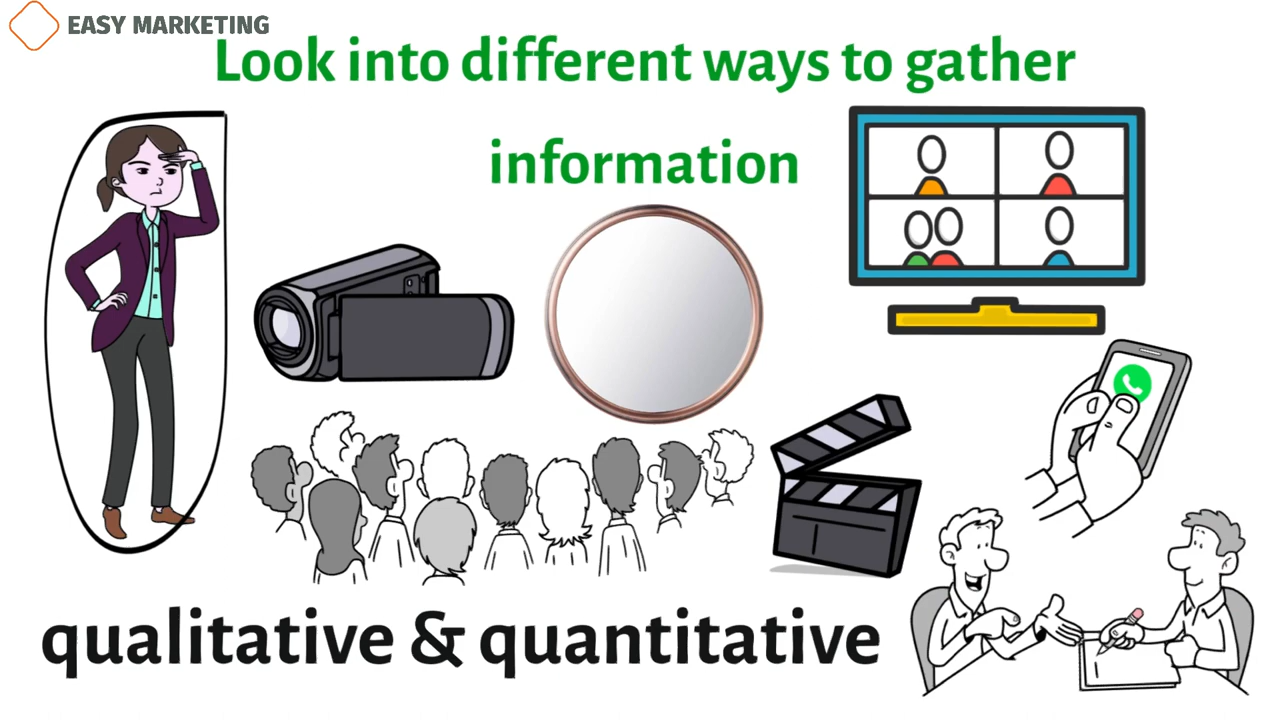 EASY MARKETING
Look into different ways to gather
information
qualitative & quantitative